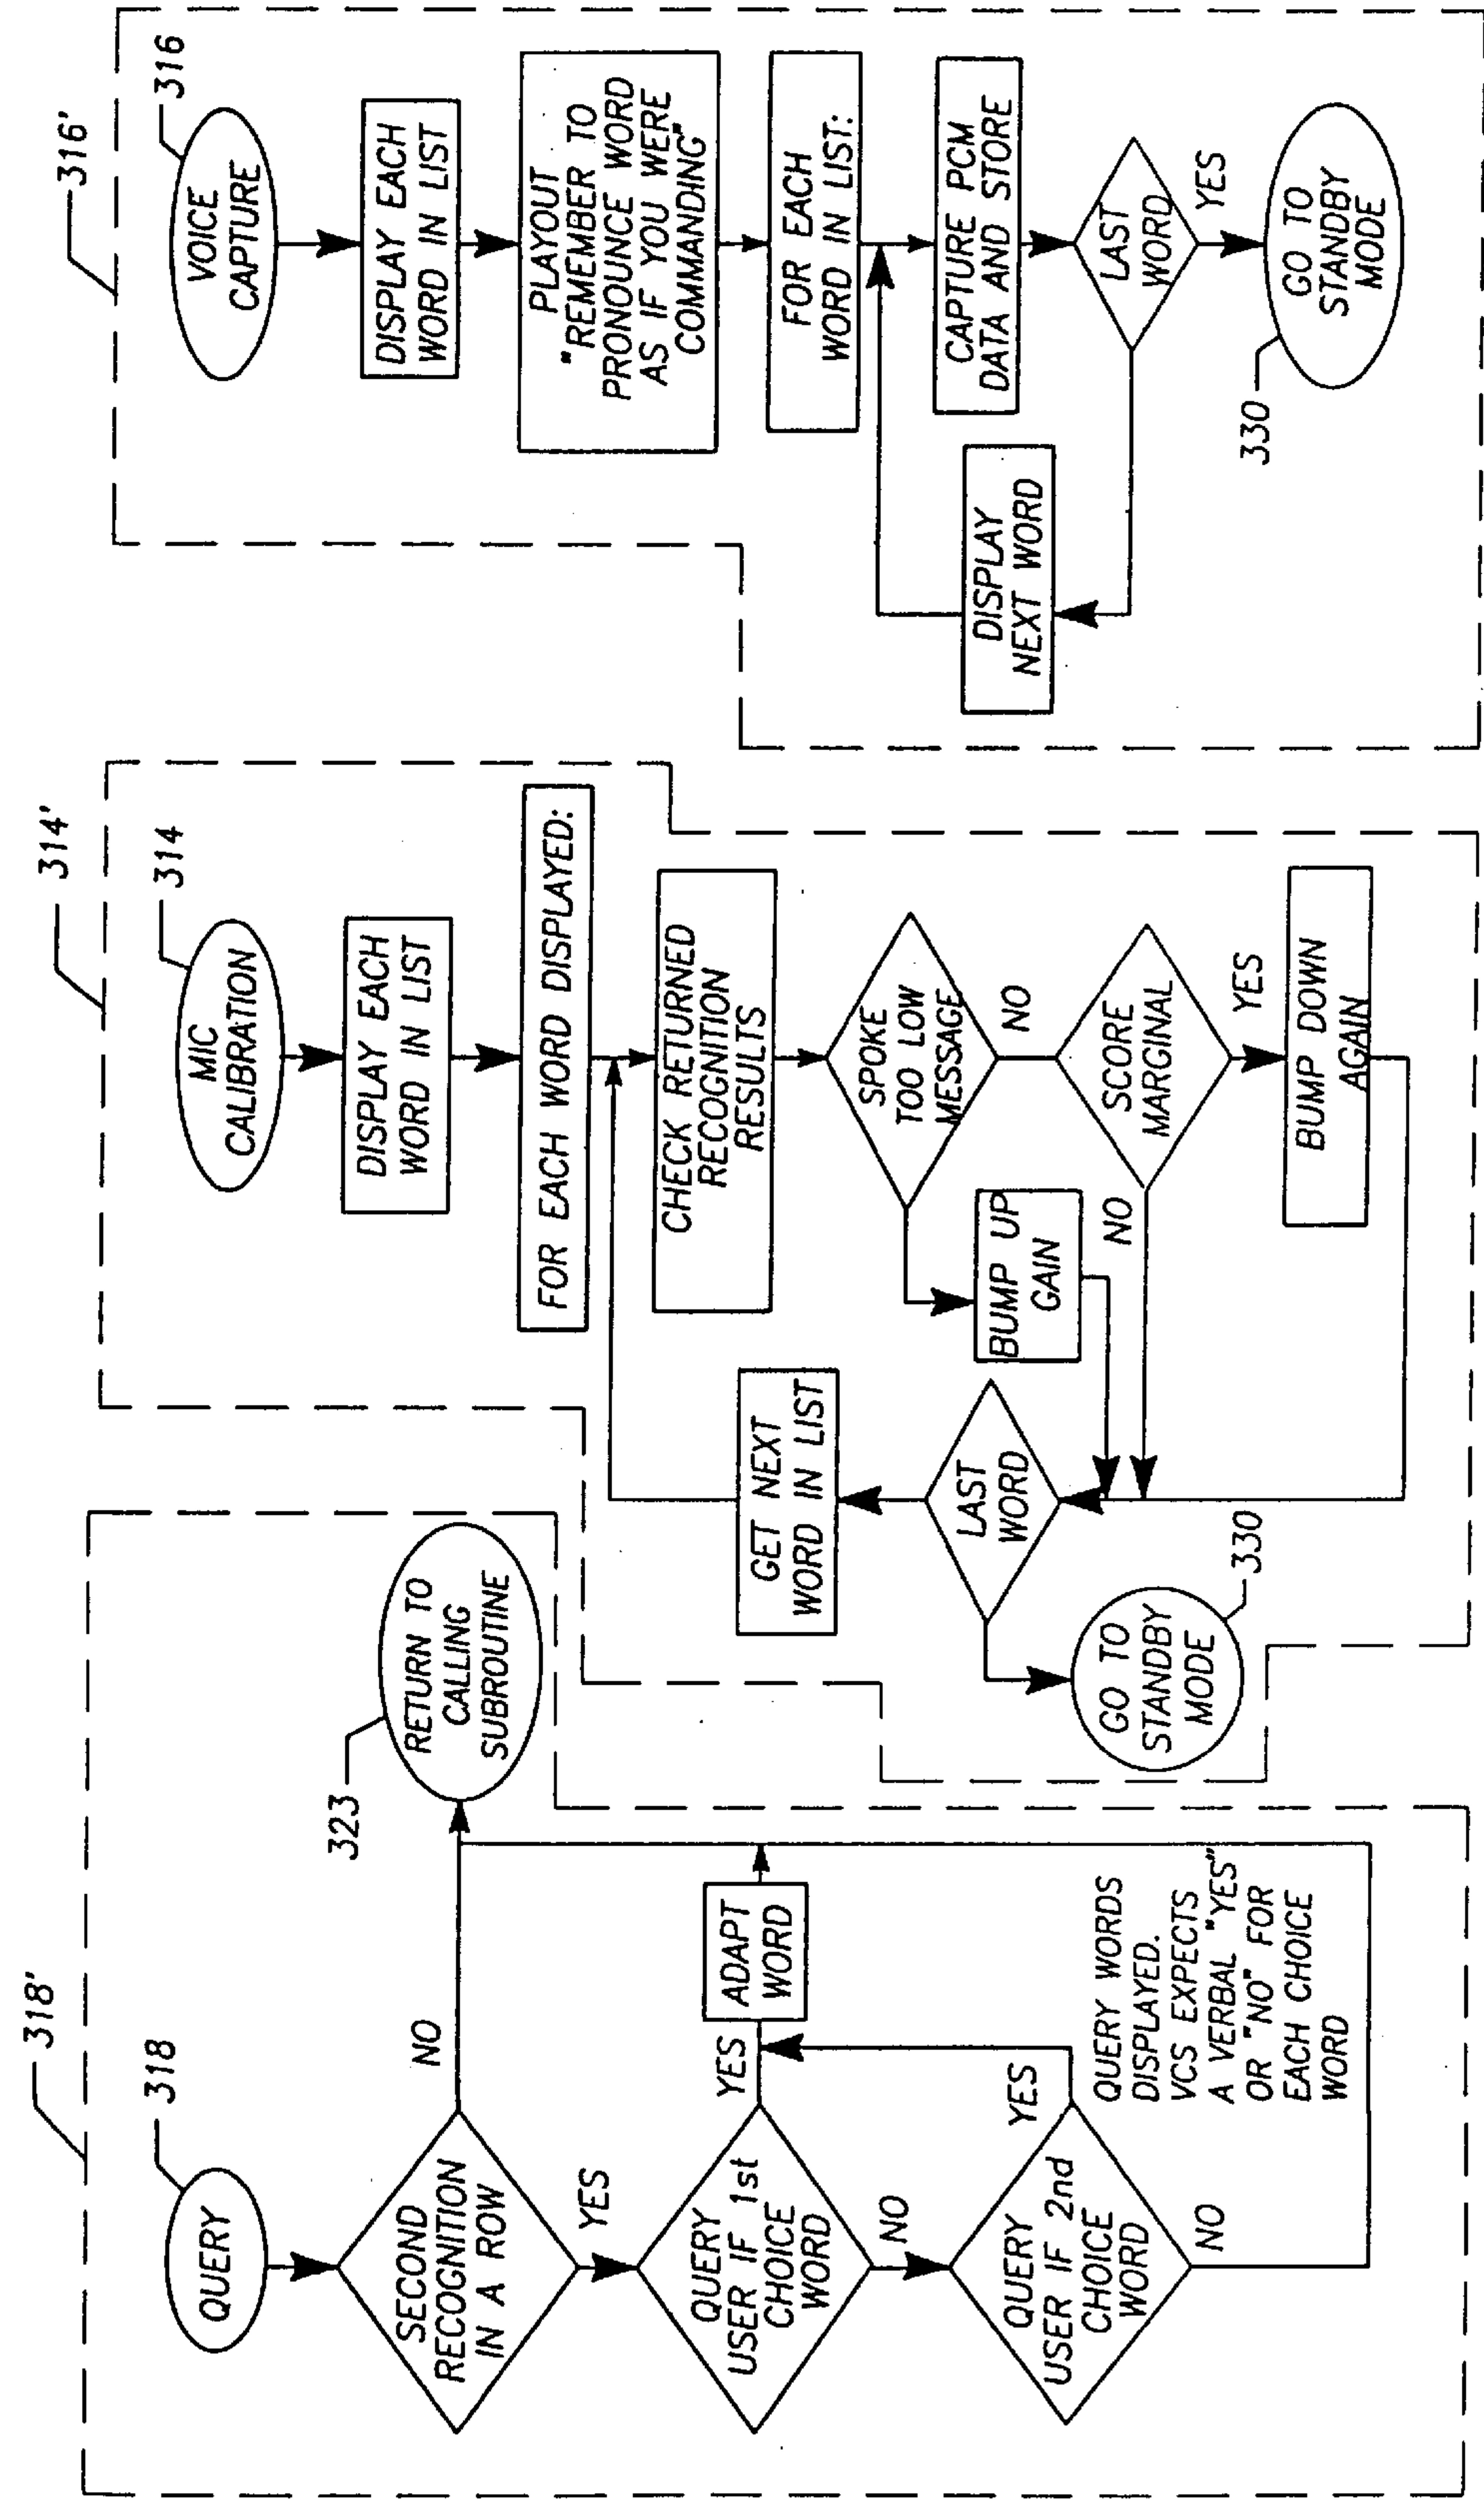 318'
318
QUERY
SECOND
RECOGNITION
IN A ROW
NO
YES
323
RETURN TO
CALLING
SUBROUTINE
QUERY
USER IF 1st
CHOICE
WORD
YES
NO
ADAPT
WORD
QUERY
USER IF 2nd
CHOICE
WORD
YES
NO
QUERY WORDS
DISPLAYED.
VCS EXPECTS
A VERBAL "YES"
OR "NO" FOR
EACH CHOICE
WORD
314'
314
MIC
CALIBRATION
DISPLAY EACH
WORD IN LIST
FOR EACH WORD DISPLAYED:
CHECK RETURNED
RECOGNITION
RESULTS
SPOKE
TOO LOW
MESSAGE
NO
BUMP UP
GAIN
SCORE
MARGINAL
NO
YES
BUMP DOWN
AGAIN
GET NEXT
WORD IN LIST
LAST
WORD
GO TO
STANDBY
MODE
330
316'
316
VOICE
CAPTURE
DISPLAY EACH
WORD IN LIST
PLAYOUT
"REMEMBER TO
PRONOUNCE WORD
AS IF YOU WERE
COMMANDING"
FOR EACH
WORD IN LIST:
CAPTURE PCM
DATA AND STORE
DISPLAY
NEXT WORD
LAST
WORD
YES
GO TO
STANDBY
MODE
330